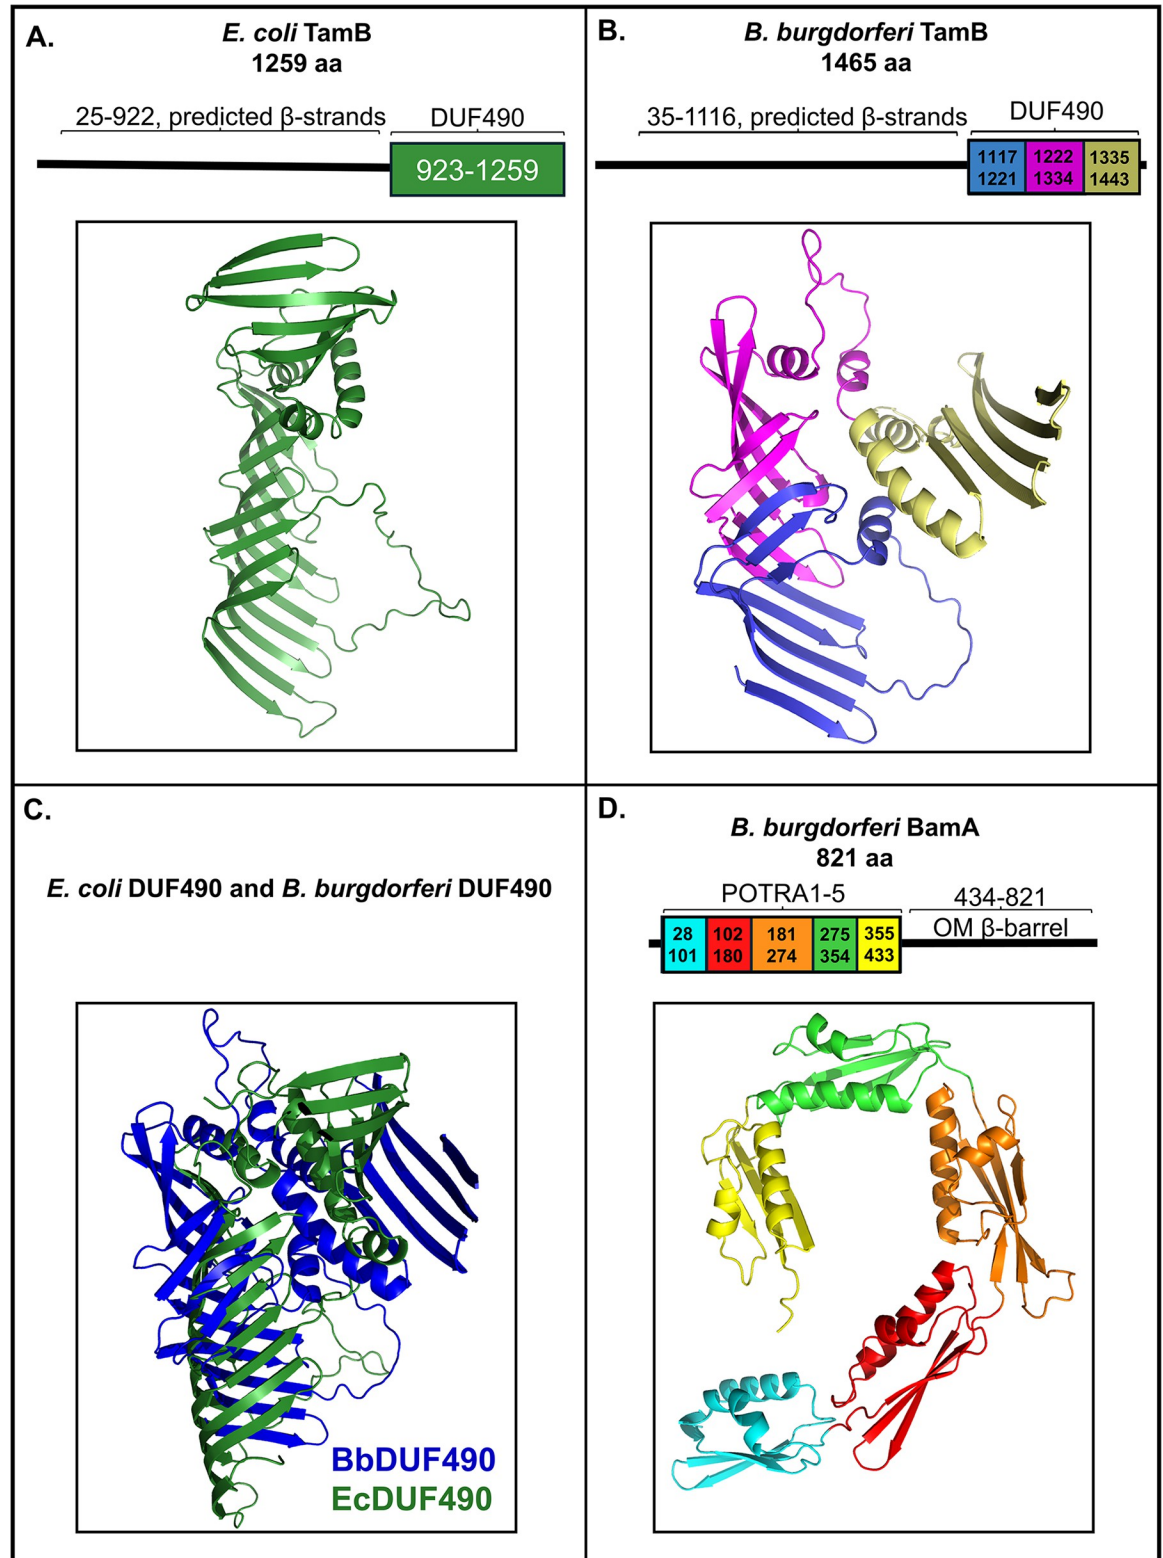 A.
E. coli TamB
1259 aa
25-922, predicted β-strands
DUF490
923-1259
B.
B. burgdorferi TamB
1465 aa
35-1116, predicted β-strands
DUF490
1117 1222 1335
1221 1334 1443
C.
E. coli DUF490 and B. burgdorferi DUF490
BbDUF490
EcDUF490
D.
B. burgdorferi BamA
821 aa
POTRA1-5
434-821
OM β-barrel
28 102 181 275 355
101 180 274 354 433